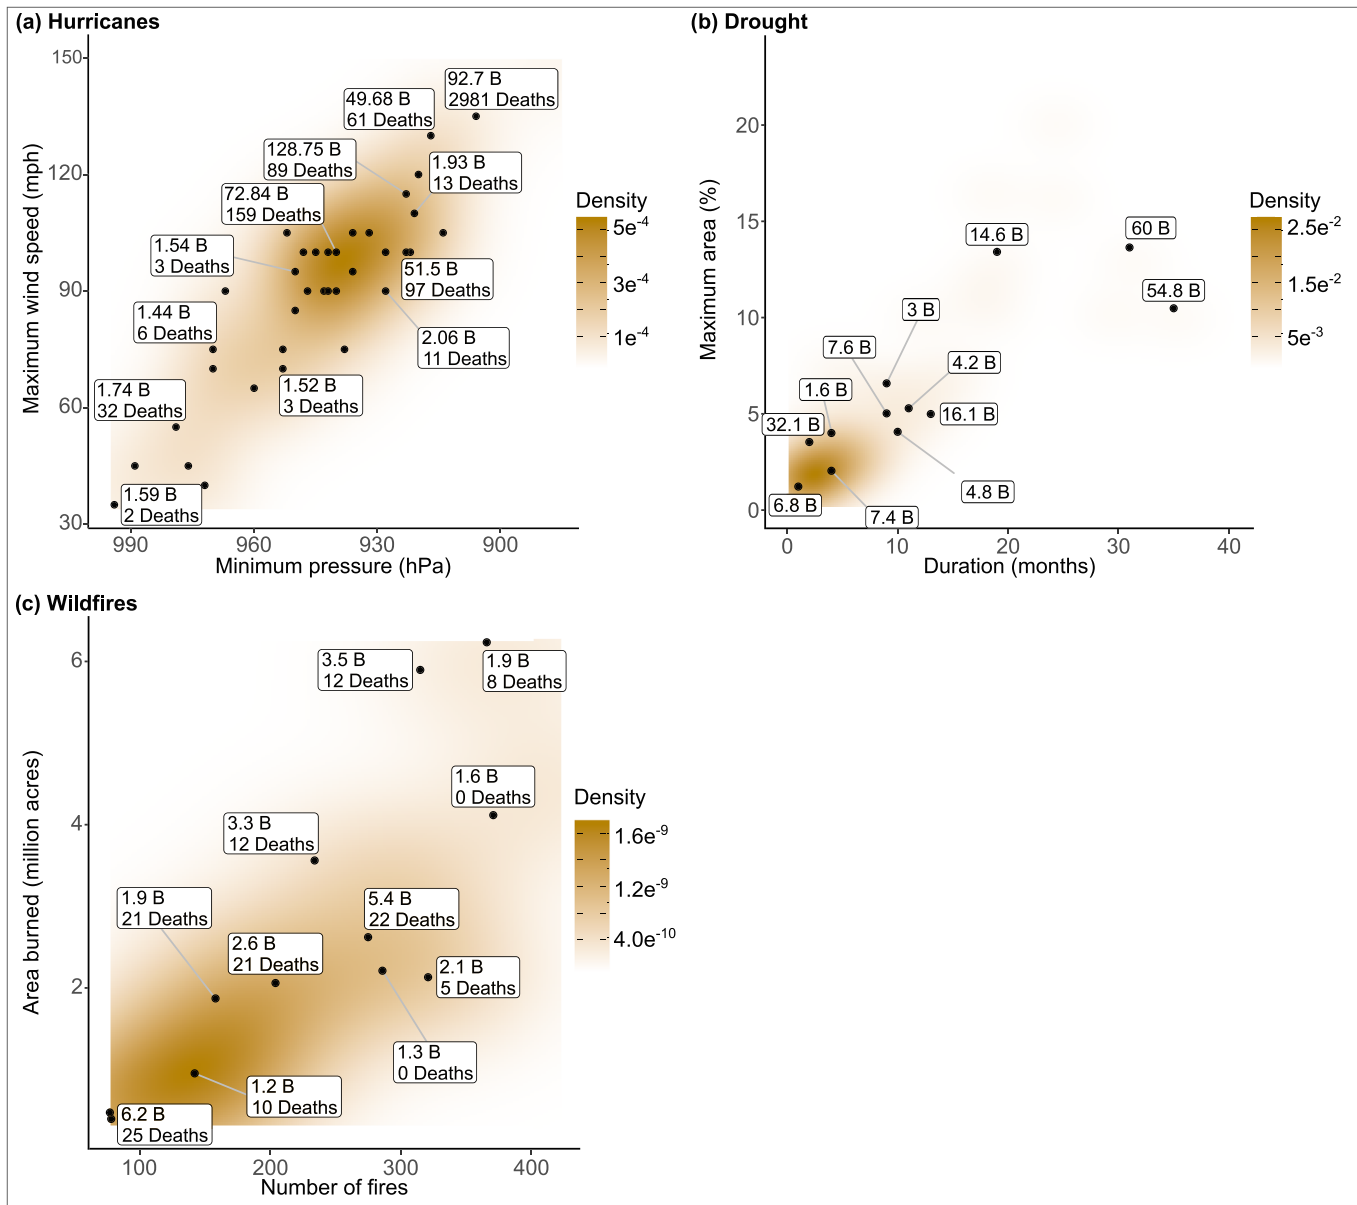 (a) Hurricanes
Maximum wind speed (mph)
150
120
90
60
30
92.7 B
2981 Deaths
49.68 B
61 Deaths
128.75 B
89 Deaths
1.93 B
13 Deaths
72.84 B
159 Deaths
1.54 B
3 Deaths
51.5 B
97 Deaths
1.44 B
6 Deaths
2.06 B
11 Deaths
1.74 B
32 Deaths
1.52 B
3 Deaths
1.59 B
2 Deaths
990
960
930
900
Minimum pressure (hPa)
Density
5e-4
3e-4
1e-4
(b) Drought
Maximum area (%)
20
15
10
5
0
14.6 B
60 B
54.8 B
3 B
7.6 B
4.2 B
1.6 B
32.1 B
16.1 B
4.8 B
6.8 B
7.4 B
0
10
20
30
40
Duration (months)
Density
2.5e-2
1.5e-2
5e-3
(c) Wildfires
Area burned (million acres)
6
4
2
3.5 B
12 Deaths
1.9 B
8 Deaths
1.6 B
0 Deaths
3.3 B
12 Deaths
1.9 B
21 Deaths
5.4 B
22 Deaths
2.6 B
21 Deaths
2.1 B
5 Deaths
1.3 B
0 Deaths
1.2 B
10 Deaths
6.2 B
25 Deaths
100
200
300
400
Number of fires
Density
1.6e-9
1.2e-9
4.0e-10